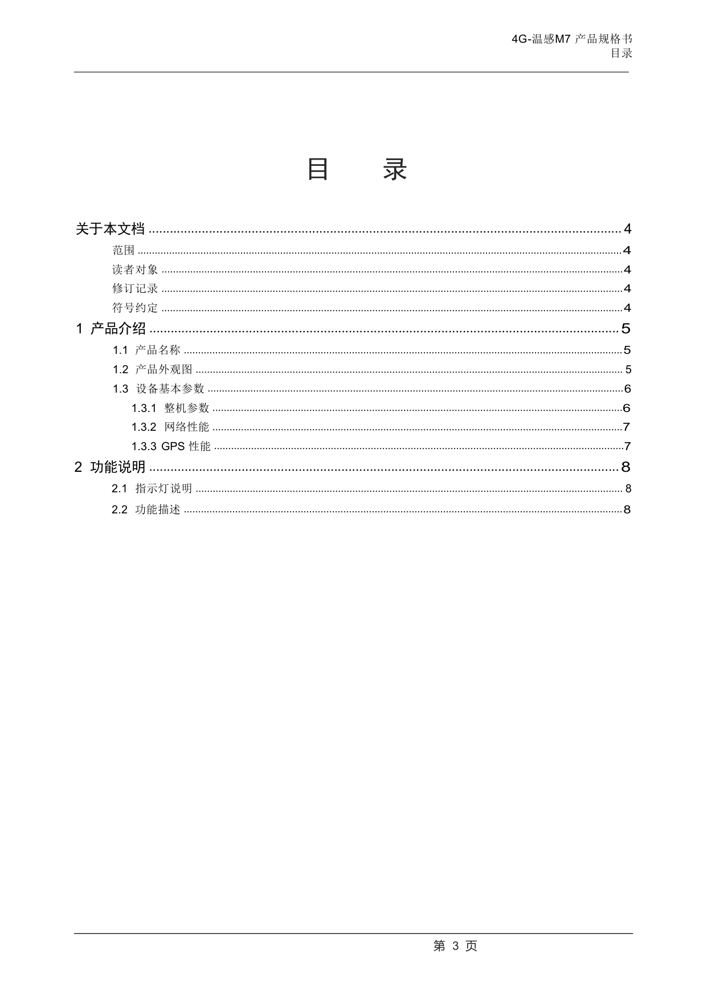 4G-温感M7 产品规格书
目录
目 录
关于本文档 ........ 4
范围 ........ 4
读者对象 ........ 4
修订记录 ........ 4
符号约定 ........ 4
1 产品介绍 ........ 5
1.1 产品名称 ........ 5
1.2 产品外观图 ........ 5
1.3 设备基本参数 ........ 6
1.3.1 整机参数 ........ 6
1.3.2 网络性能 ........ 7
1.3.3 GPS 性能 ........ 7
2 功能说明 ........ 8
2.1 指示灯说明 ........ 8
2.2 功能描述 ........ 8
第 3 页